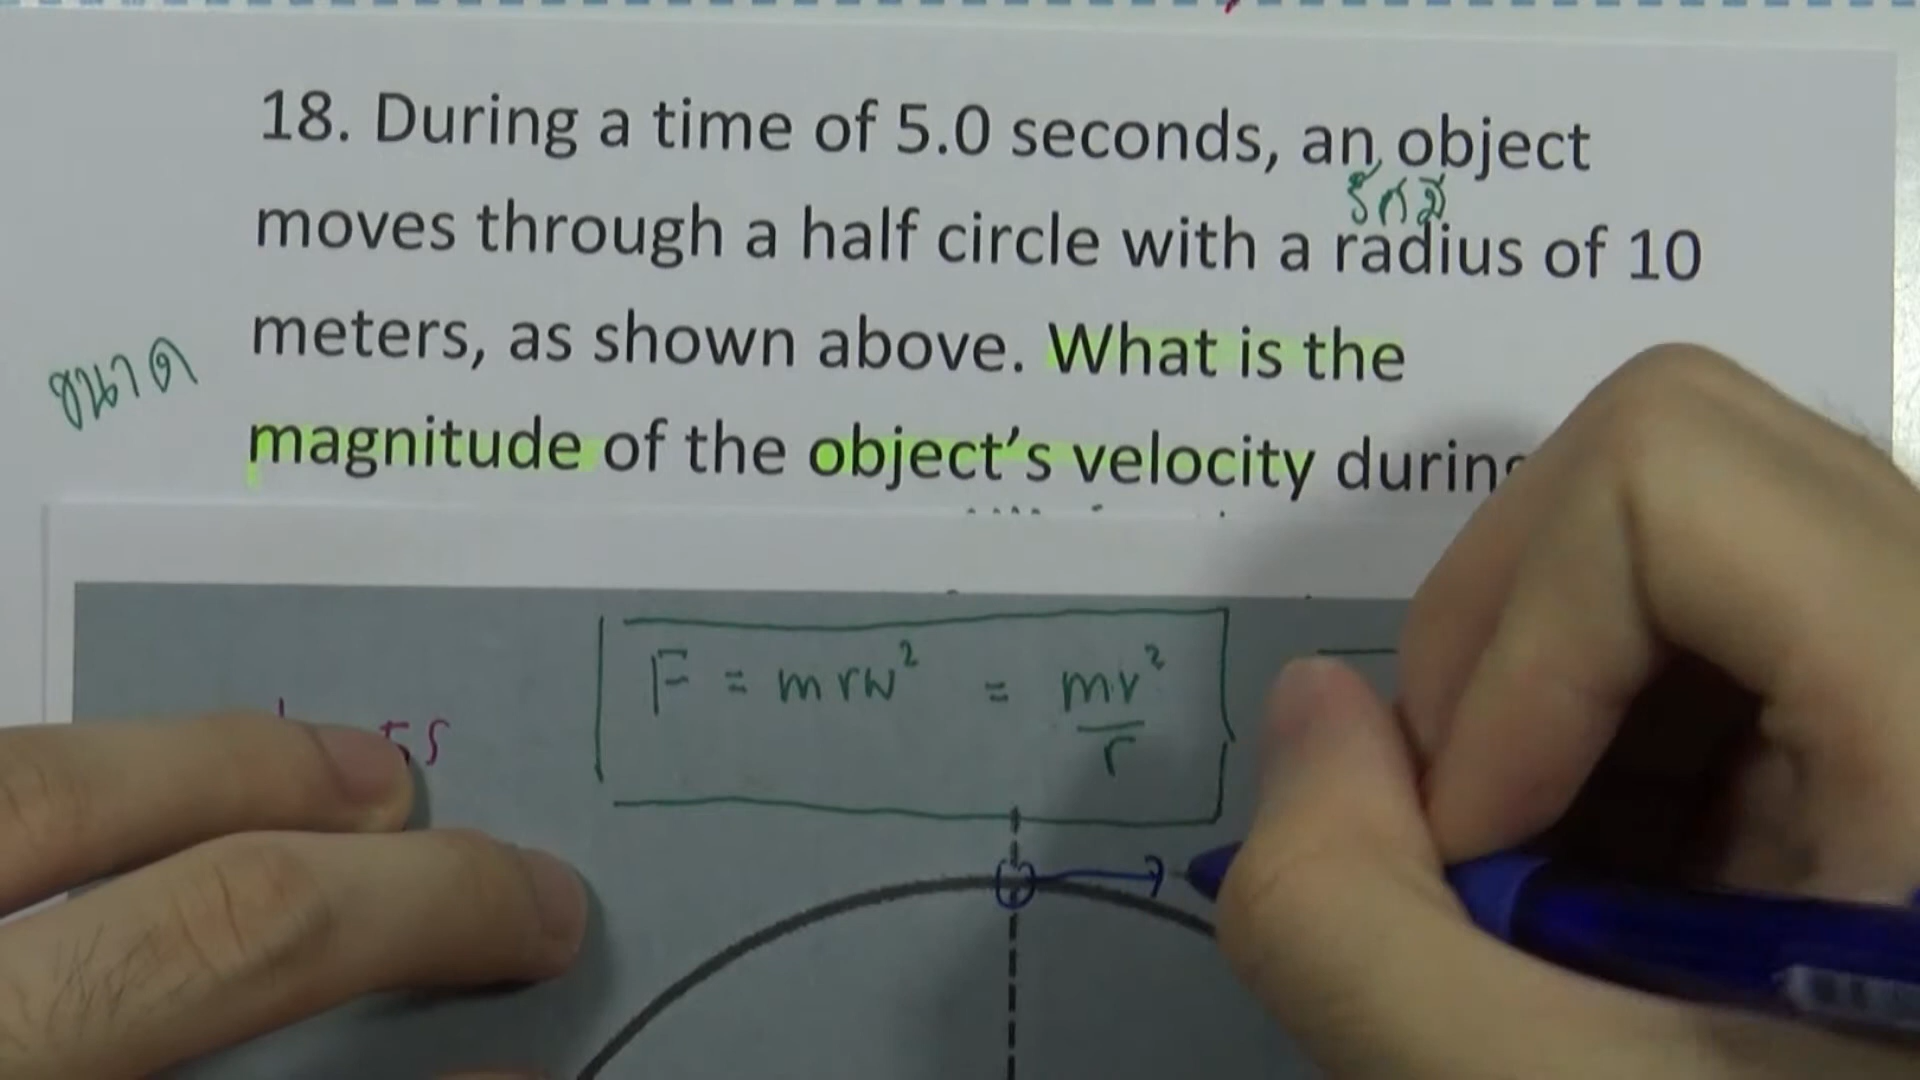 18. During a time of 5.0 seconds, an object
รัศมี
moves through a half circle with a radius of 10
meters, as shown above. What is the
ขนาด
magnitude of the object's velocity during
F = mrω² = mv²/r
5s